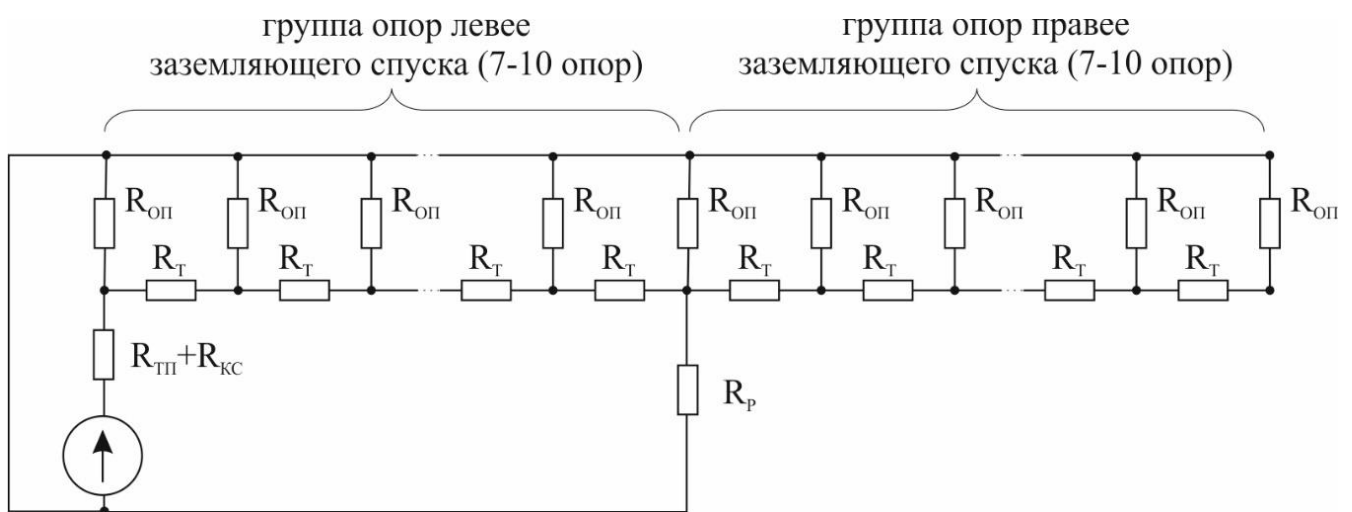 группа опор левее
заземляющего спуска (7-10 опор)
группа опор правее
заземляющего спуска (7-10 опор)
Rоп Rоп Rоп Rоп Rоп Rоп Rоп Rоп Rоп
Rт Rт Rт Rт Rт Rт Rт Rт
Rтп+Rкс
Rр